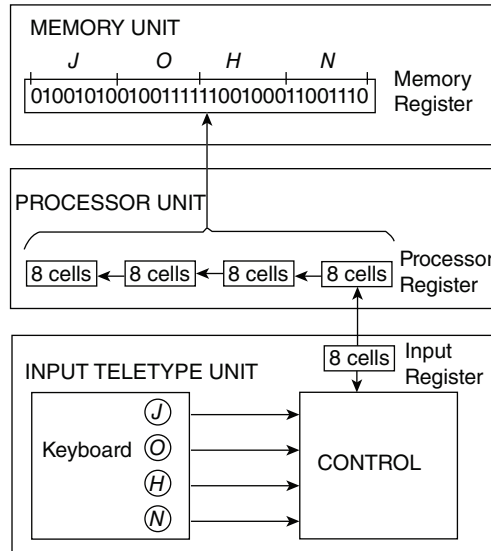 MEMORY UNIT
J O H N
01001010010011111100100011001110
Memory
Register
PROCESSOR UNIT
8 cells 8 cells 8 cells 8 cells
Processor
Register
8 cells
Input
Register
INPUT TELETYPE UNIT
Keyboard
J
O
H
N
CONTROL